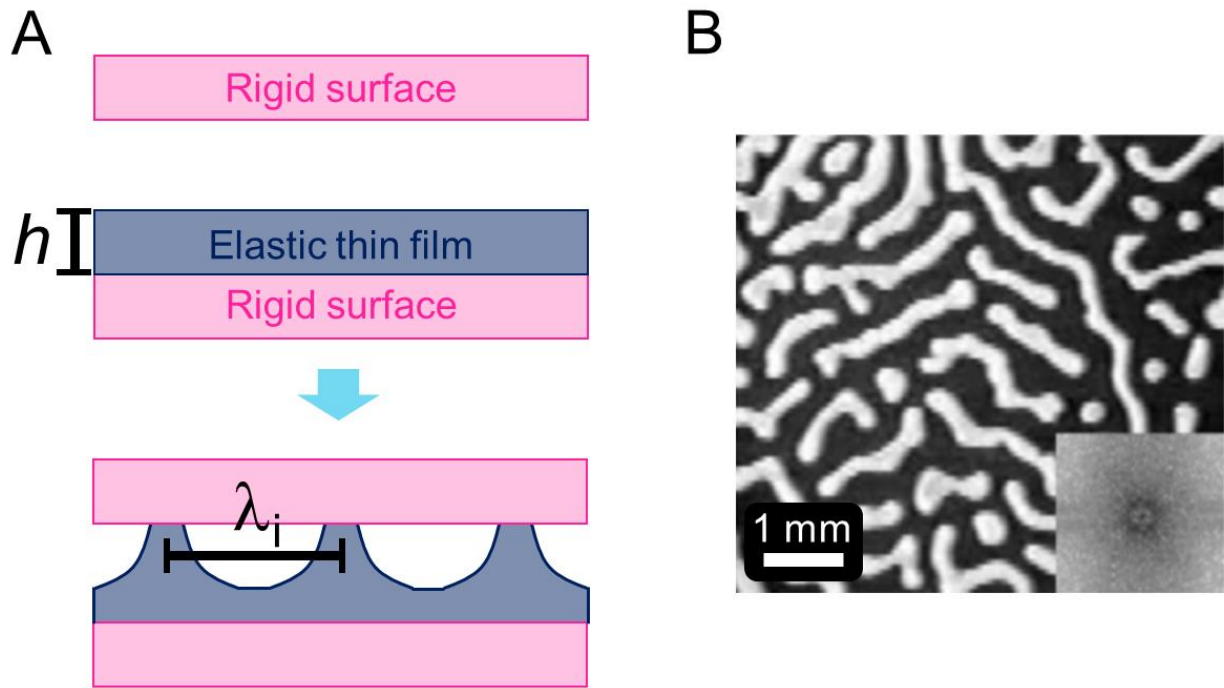 A
Rigid surface
h
Elastic thin film
Rigid surface
λi
B
1 mm